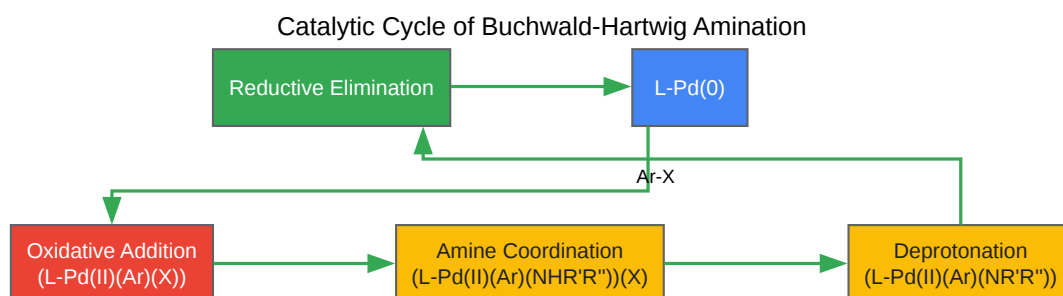 Catalytic Cycle of Buchwald-Hartwig Amination
Reductive Elimination
L-Pd(0)
Ar-X
Oxidative Addition
(L-Pd(II)(Ar)(X))
Amine Coordination
(L-Pd(II)(Ar)(NHR'R"))(X)
Deprotonation
(L-Pd(II)(Ar)(NR'R"))